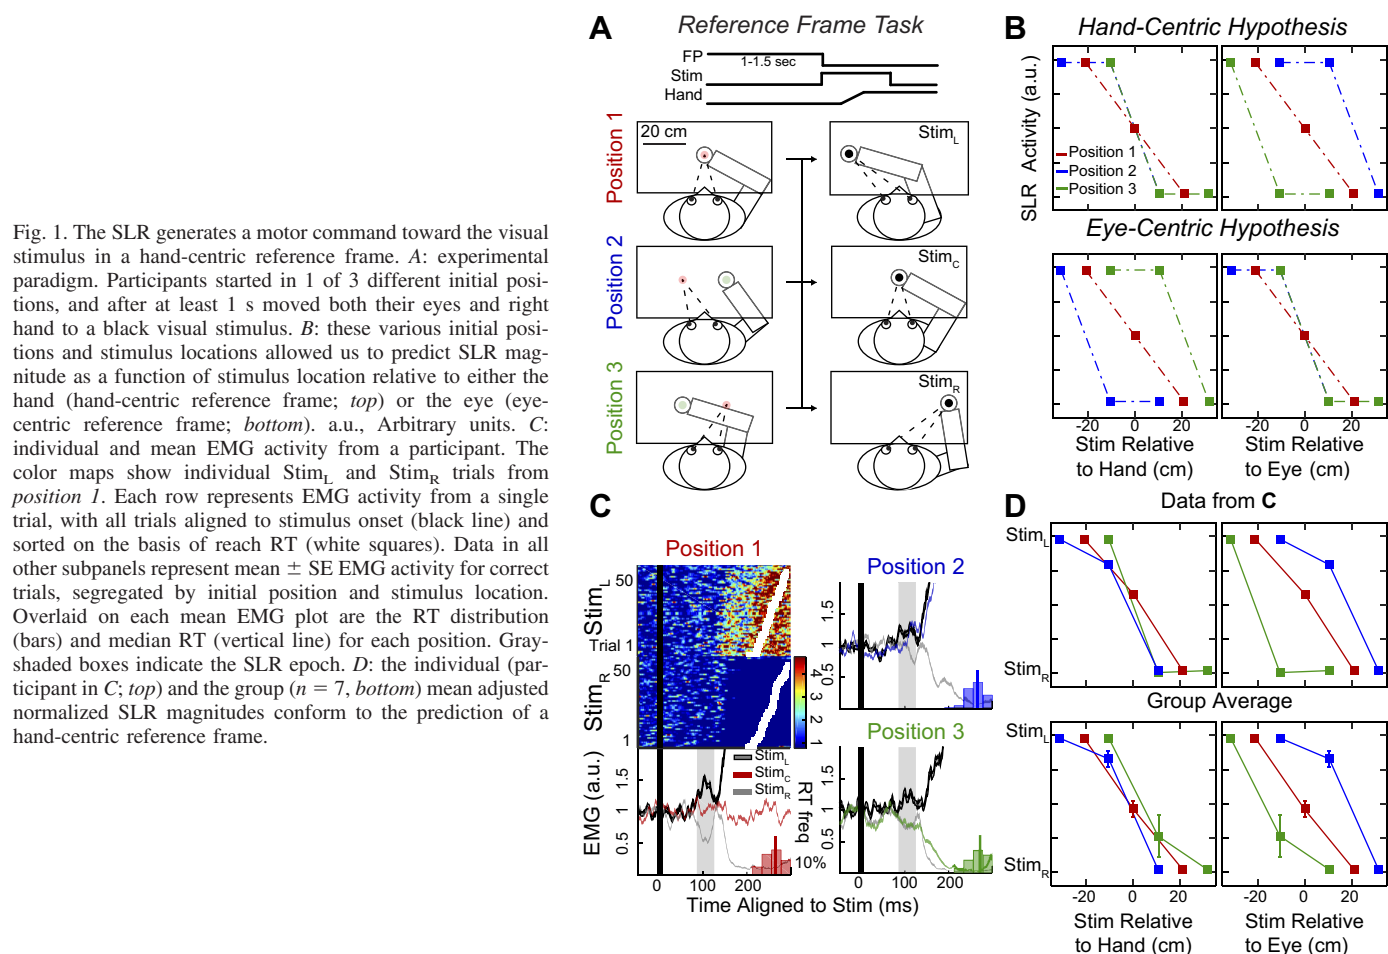 Fig. 1. The SLR generates a motor command toward the visual
stimulus in a hand-centric reference frame. A: experimental
paradigm. Participants started in 1 of 3 different initial posi-
tions, and after at least 1 s moved both their eyes and right
hand to a black visual stimulus. B: these various initial posi-
tions and stimulus locations allowed us to predict SLR mag-
nitude as a function of stimulus location relative to either the
hand (hand-centric reference frame; top) or the eye (eye-
centric reference frame; bottom). a.u., Arbitrary units. C:
individual and mean EMG activity from a participant. The
color maps show individual StimL and StimR trials from
position 1. Each row represents EMG activity from a single
trial, with all trials aligned to stimulus onset (black line) and
sorted on the basis of reach RT (white squares). Data in all
other subpanels represent mean ± SE EMG activity for correct
trials, segregated by initial position and stimulus location.
Overlaid on each mean EMG plot are the RT distribution
(bars) and median RT (vertical line) for each position. Gray-
shaded boxes indicate the SLR epoch. D: the individual (par-
ticipant in C; top) and the group (n = 7, bottom) mean adjusted
normalized SLR magnitudes conform to the prediction of a
hand-centric reference frame.
A
Reference Frame Task
FP
1-1.5 sec
Stim
Hand
Position 1
20 cm
StimL
Position 2
StimC
Position 3
StimR
B
Hand-Centric Hypothesis
SLR Activity (a.u.)
Position 1
Position 2
Position 3
Eye-Centric Hypothesis
Stim Relative
to Hand (cm)
Stim Relative
to Eye (cm)
C
Position 1
StimL
50
Trial 1
StimR
50
1
4
3
2
1
EMG (a.u.)
1.5
1
0.5
StimL
StimC
StimR
RT freq
10%
0 100 200
Position 2
1.5
1
0.5
Position 3
1.5
1
0.5
0 100 200
Time Aligned to Stim (ms)
D
Data from C
StimL
StimR
Group Average
StimL
StimR
-20 0 20
-20 0 20
Stim Relative
to Hand (cm)
Stim Relative
to Eye (cm)